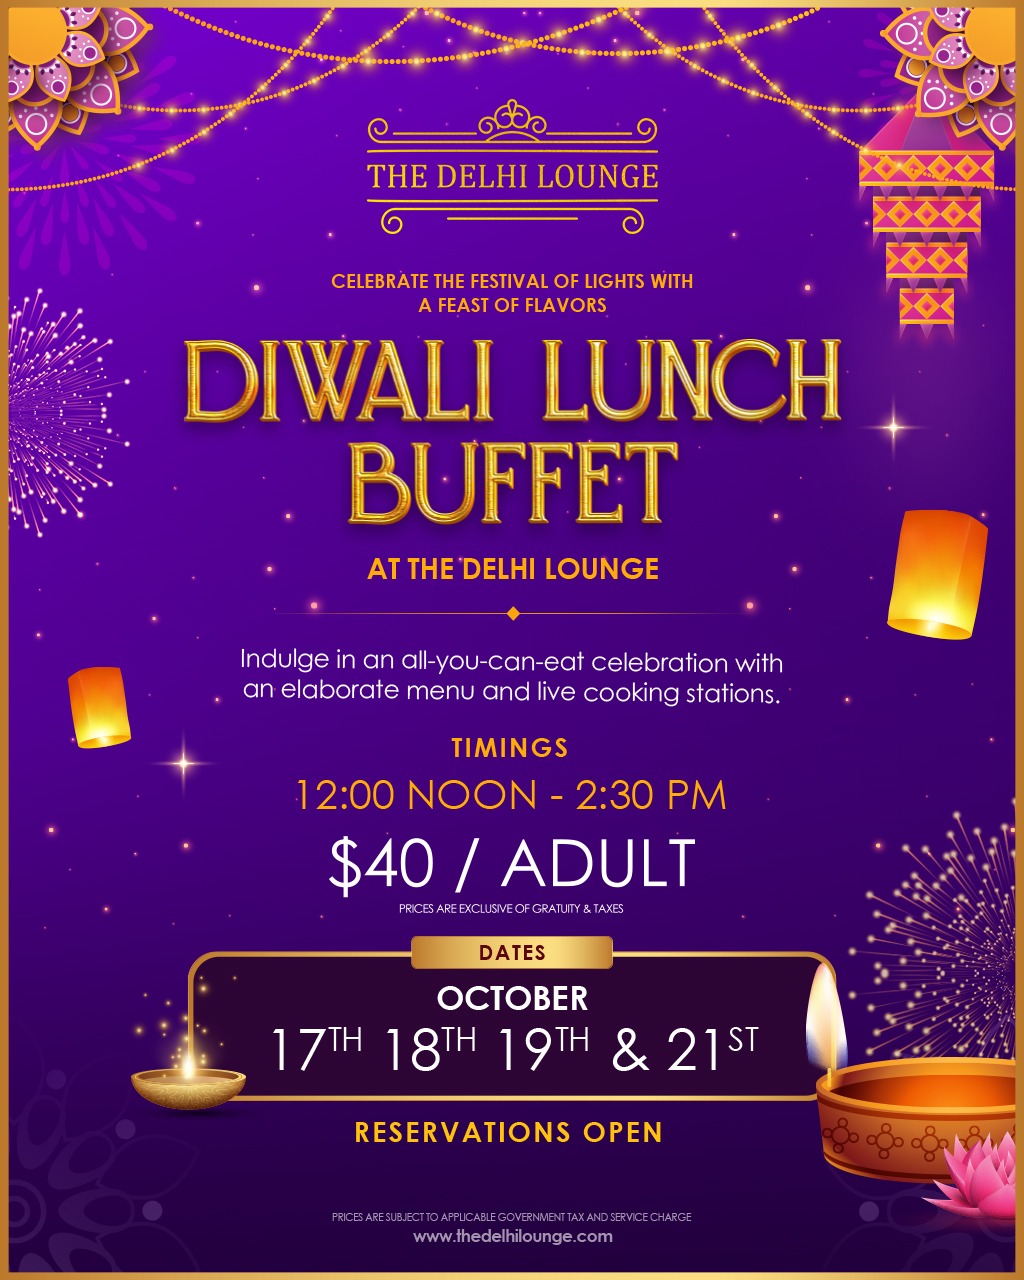 THE DELHI LOUNGE
CELEBRATE THE FESTIVAL OF LIGHTS WITH
A FEAST OF FLAVORS
DIWALI LUNCH
BUFFET
AT THE DELHI LOUNGE
Indulge in an all-you-can-eat celebration with
an elaborate menu and live cooking stations.
TIMINGS
12:00 NOON - 2:30 PM
$40 / ADULT
PRICES ARE EXCLUSIVE OF GRATUITY & TAXES
DATES
OCTOBER
17TH 18TH 19TH & 21ST
RESERVATIONS OPEN
PRICES ARE SUBJECT TO APPLICABLE GOVERNMENT TAX AND SERVICE CHARGE
www.thedelhilounge.com